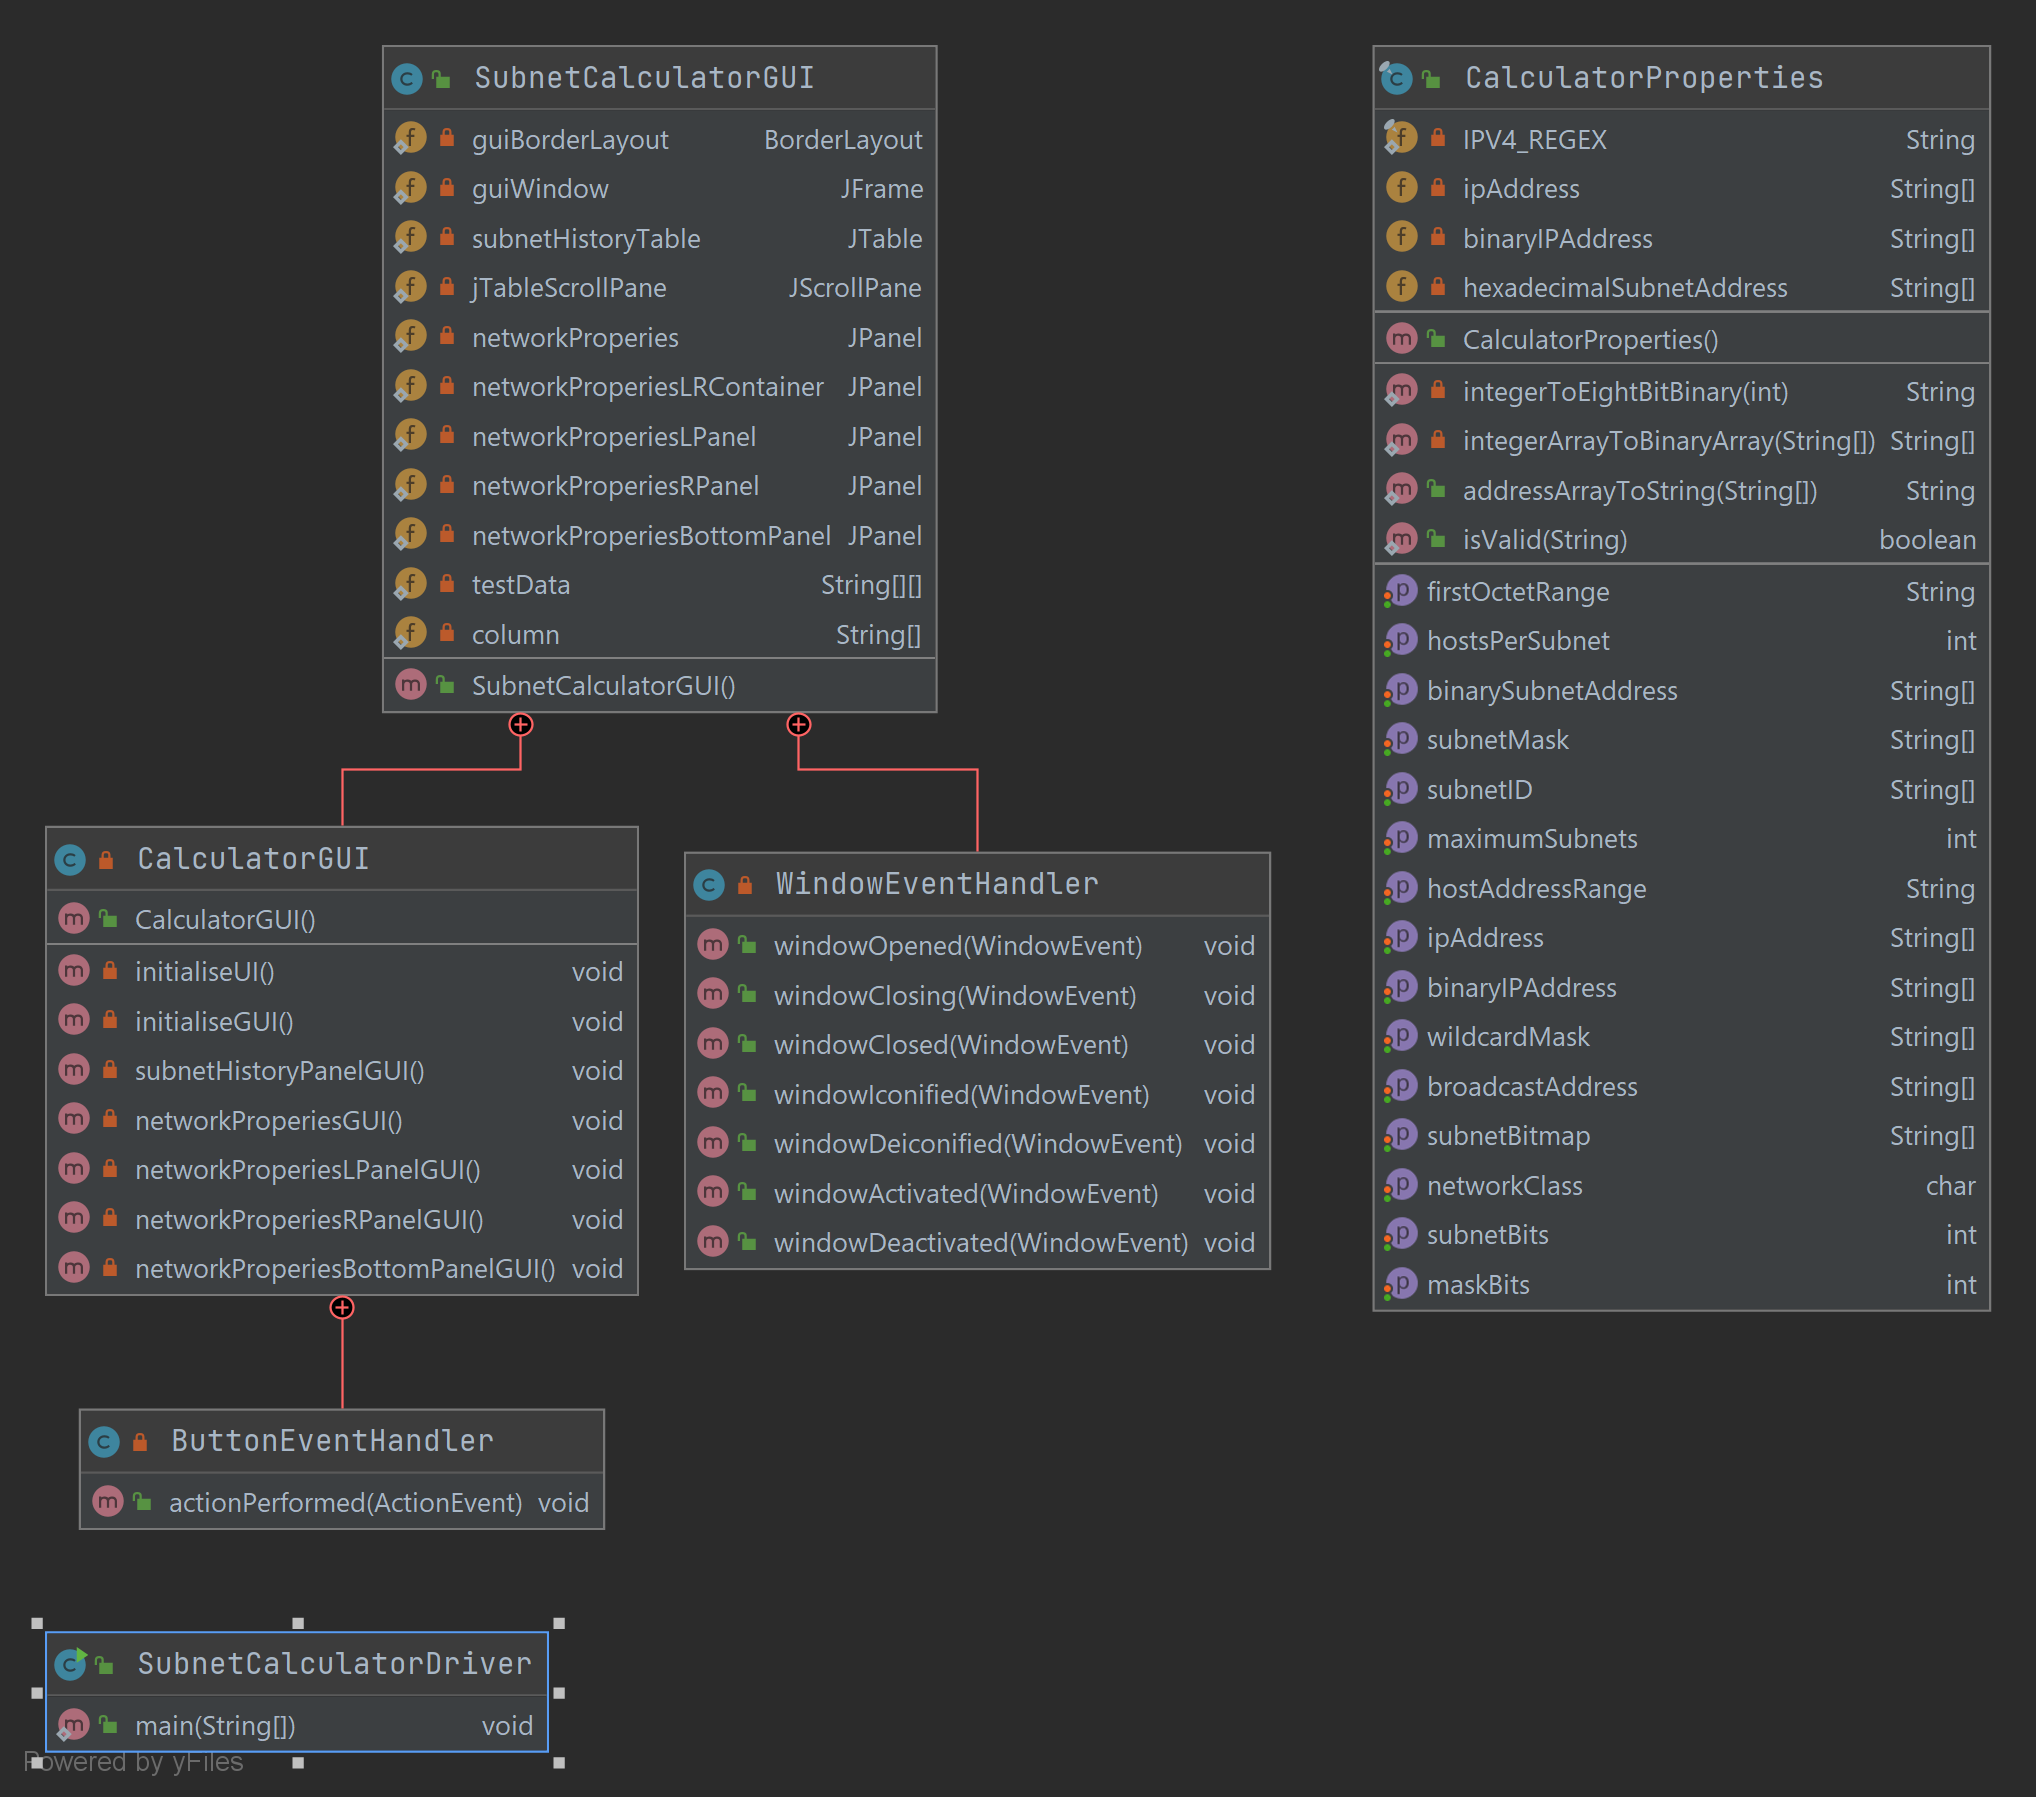 SubnetCalculatorGUI
guiBorderLayout BorderLayout
guiWindow JFrame
subnetHistoryTable JTable
jTableScrollPane JScrollPane
networkProperies JPanel
networkProperiesLRContainer JPanel
networkProperiesLPanel JPanel
networkProperiesRPanel JPanel
networkProperiesBottomPanel JPanel
testData String[][]
column String[]
SubnetCalculatorGUI()
CalculatorProperties
IPV4_REGEX String
ipAddress String[]
binaryIPAddress String[]
hexadecimalSubnetAddress String[]
CalculatorProperties()
integerToEightBitBinary(int) String
integerArrayToBinaryArray(String[]) String[]
addressArrayToString(String[]) String
isValid(String) boolean
firstOctetRange String
hostsPerSubnet int
binarySubnetAddress String[]
subnetMask String[]
subnetID String[]
maximumSubnets int
hostAddressRange String
ipAddress String[]
binaryIPAddress String[]
wildcardMask String[]
broadcastAddress String[]
subnetBitmap String[]
networkClass char
subnetBits int
maskBits int
CalculatorGUI
CalculatorGUI()
initialiseUI() void
initialiseGUI() void
subnetHistoryPanelGUI() void
networkProperiesGUI() void
networkProperiesLPanelGUI() void
networkProperiesRPanelGUI() void
networkProperiesBottomPanelGUI() void
WindowEventHandler
windowOpened(WindowEvent) void
windowClosing(WindowEvent) void
windowClosed(WindowEvent) void
windowIconified(WindowEvent) void
windowDeiconified(WindowEvent) void
windowActivated(WindowEvent) void
windowDeactivated(WindowEvent) void
ButtonEventHandler
actionPerformed(ActionEvent) void
SubnetCalculatorDriver
main(String[]) void
Powered by yFiles